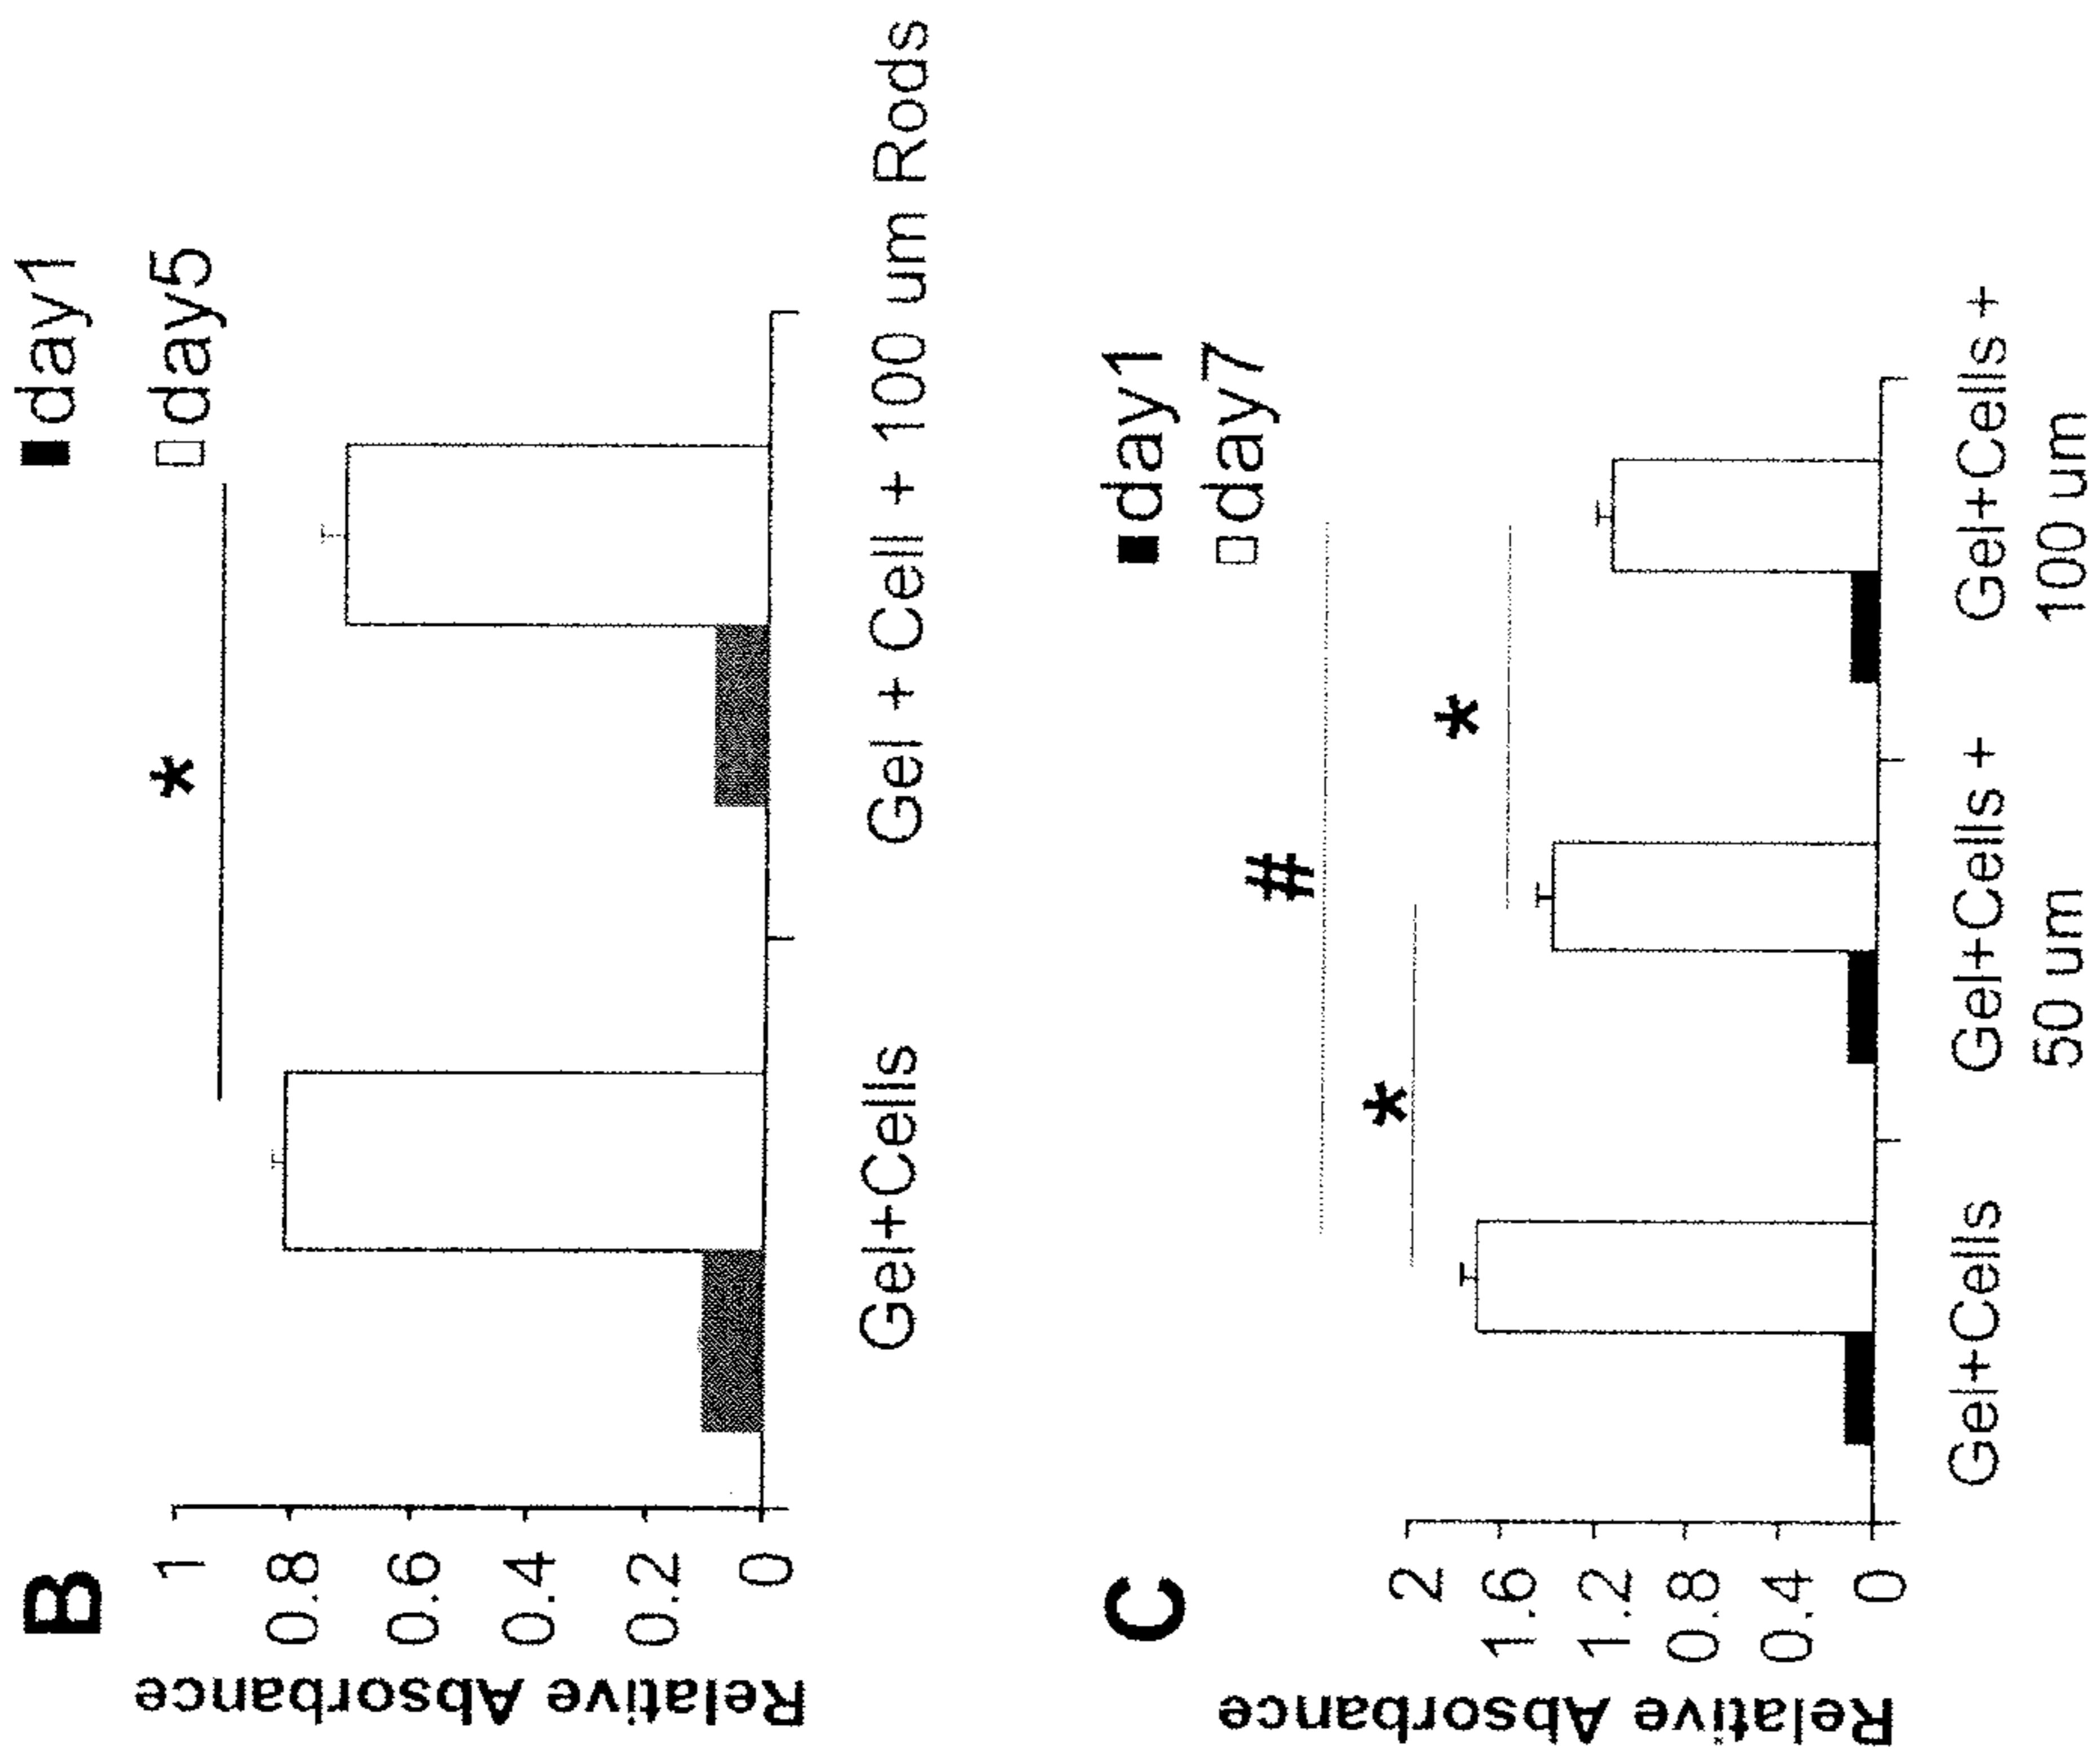 B
day1
day5
*
Relative Absorbance
1
0.8
0.6
0.4
0.2
0
Gel+Cells
Gel + Cell + 100 um Rods
C
day1
day7
#
*
*
Relative Absorbance
2
1.6
1.2
0.8
0.4
0
Gel+Cells
Gel+Cells +
50 um
Gel+Cells +
100 um